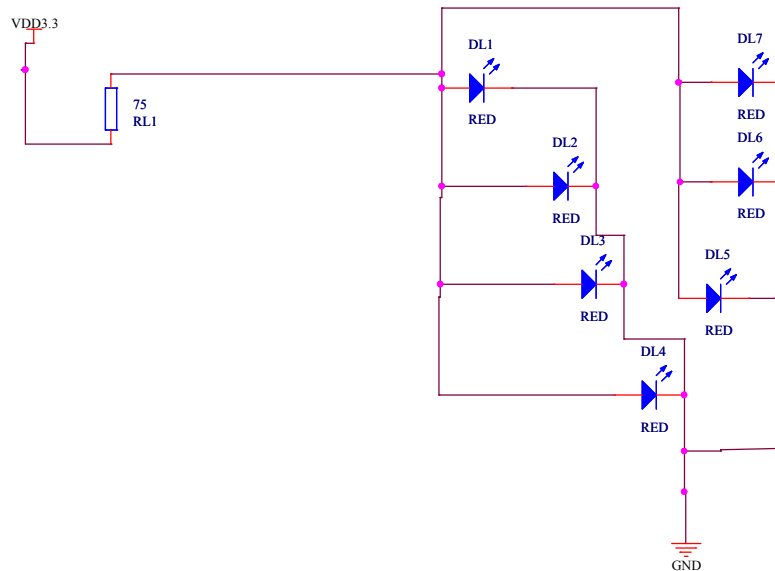 VDD3.3
75
RL1
DL1
RED
DL2
RED
DL3
RED
DL4
RED
DL7
RED
DL6
RED
DL5
RED
GND